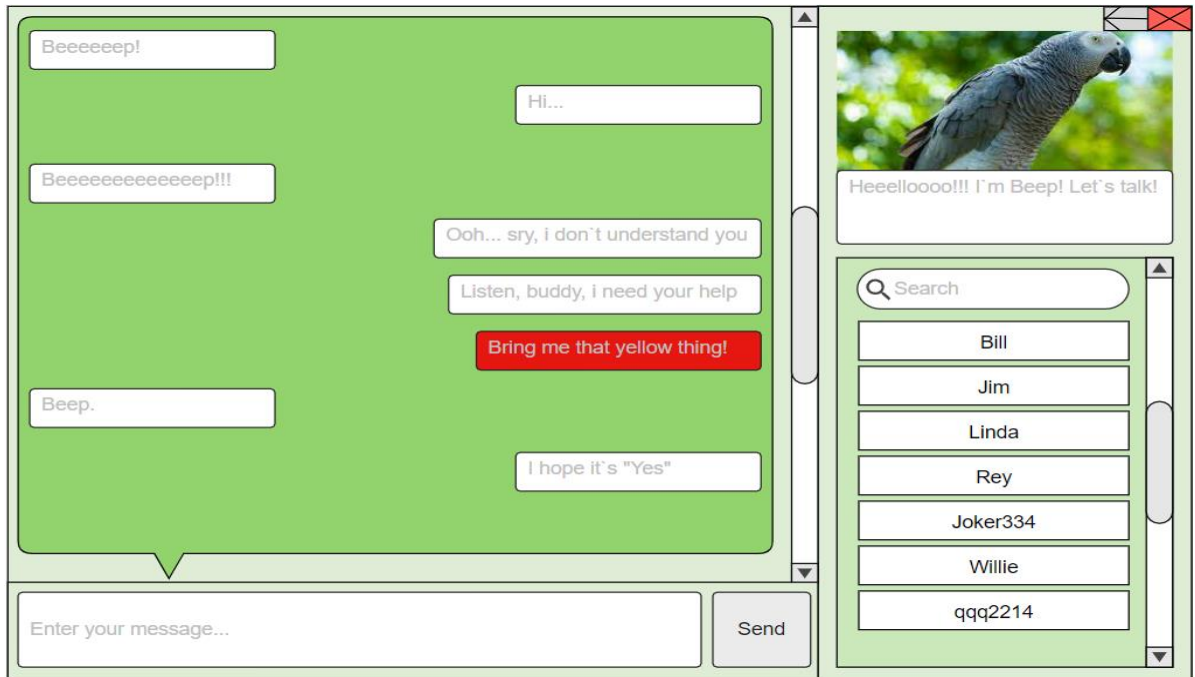 Beeeeeep!
Hi...
Beeeeeeeeeeeeep!!!
Ooh... sry, i don`t understand you
Listen, buddy, i need your help
Bring me that yellow thing!
Beep.
I hope it`s "Yes"
Enter your message...
Send
Heeelloooo!!! I`m Beep! Let`s talk!
Search
Bill
Jim
Linda
Rey
Joker334
Willie
qqq2214